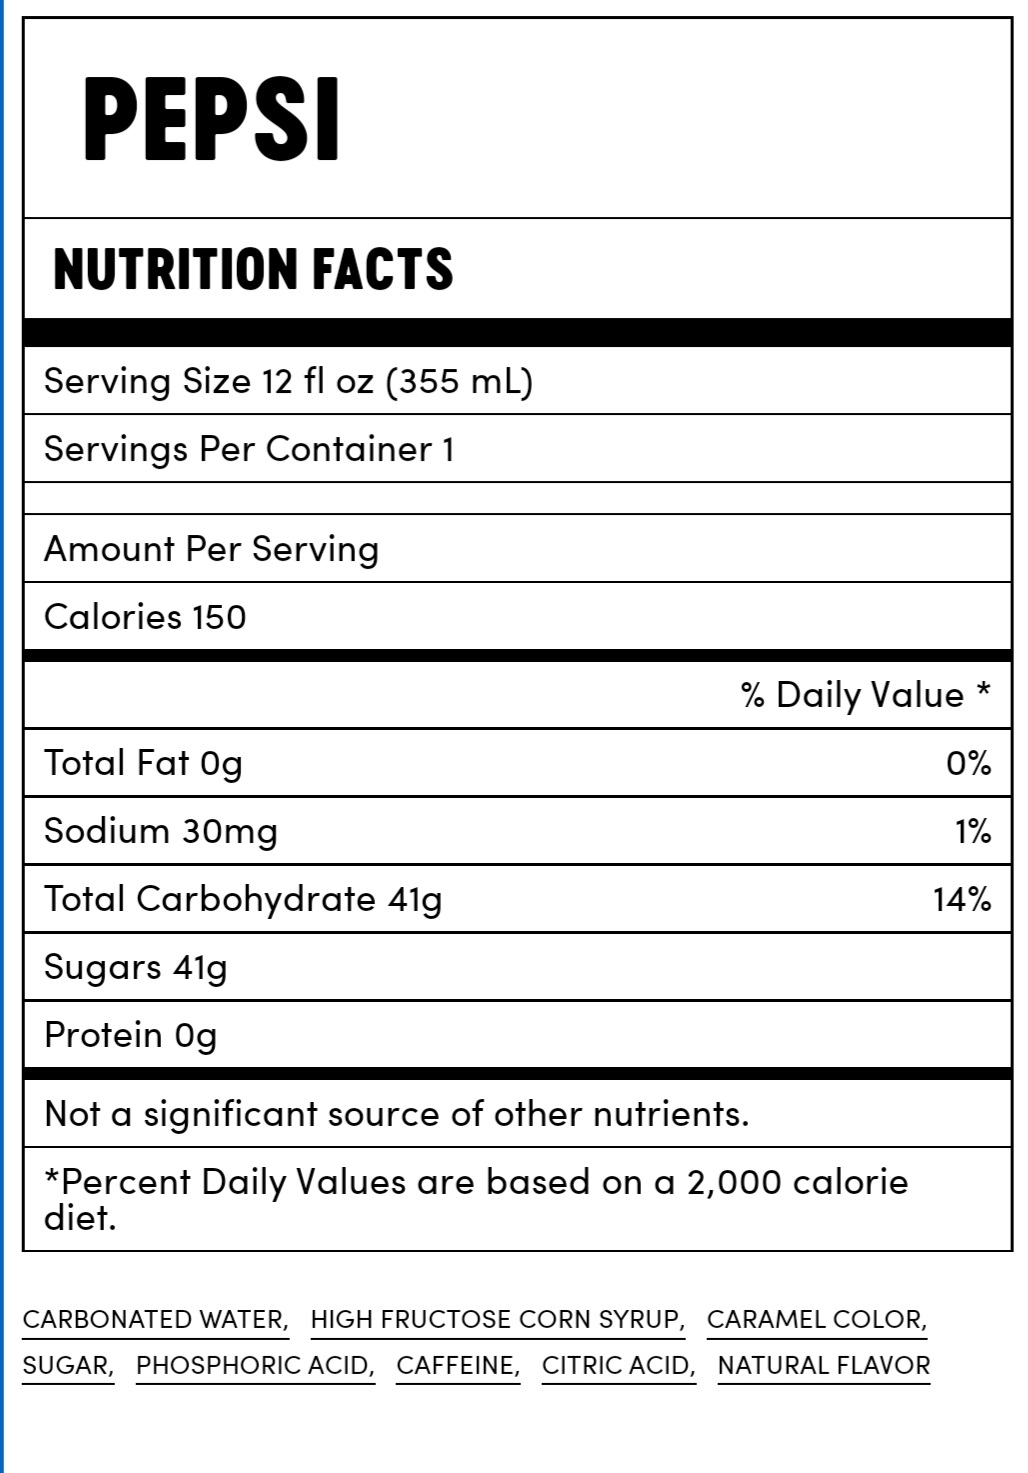 PEPSI
NUTRITION FACTS
Serving Size 12 fl oz (355 mL)
Servings Per Container 1
Amount Per Serving
Calories 150
% Daily Value *
Total Fat 0g 0%
Sodium 30mg 1%
Total Carbohydrate 41g 14%
Sugars 41g
Protein 0g
Not a significant source of other nutrients.
*Percent Daily Values are based on a 2,000 calorie
diet.
CARBONATED WATER, HIGH FRUCTOSE CORN SYRUP, CARAMEL COLOR,
SUGAR, PHOSPHORIC ACID, CAFFEINE, CITRIC ACID, NATURAL FLAVOR